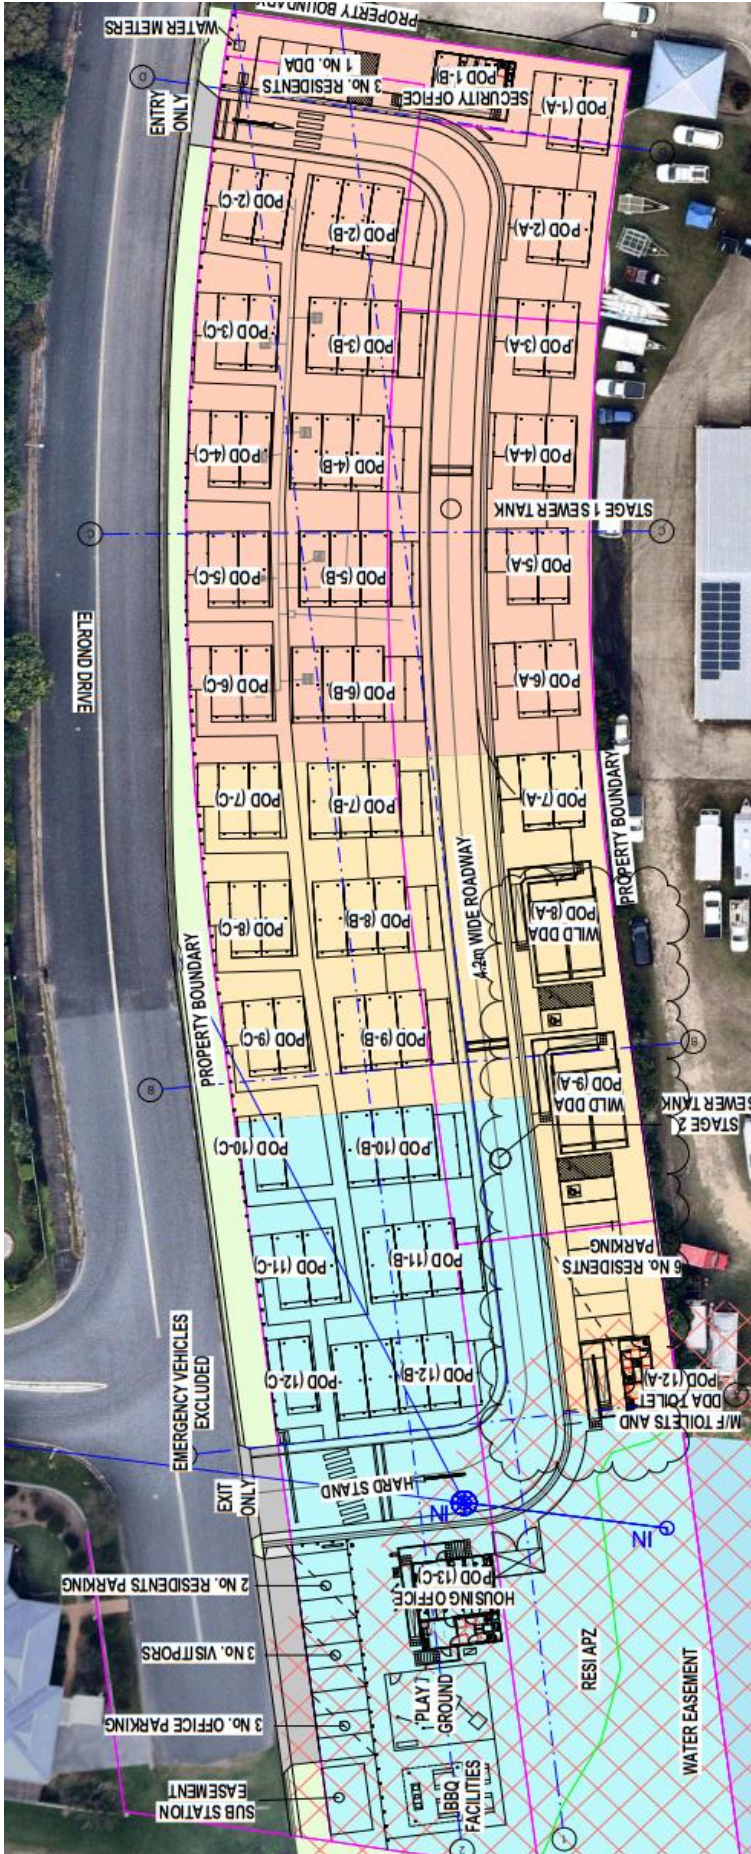 PROPERTY BOUNDARY
WATER METERS
3 No. RESIDENTS
1 No. DDA
POD (1-B)
SECURITY OFFICE
POD (1-A)
ENTRY
ONLY
POD (2-C)
POD (2-B)
POD (2-A)
POD (3-C)
POD (3-B)
POD (3-A)
POD (4-C)
POD (4-B)
POD (4-A)
STAGE 1 SEWER TANK
C
C
POD (5-C)
POD (5-B)
POD (5-A)
ELROND DRIVE
POD (6-C)
POD (6-B)
POD (6-A)
POD (7-C)
POD (7-B)
POD (7-A)
PROPERTY BOUNDARY
POD (8-C)
POD (8-B)
4.2m WIDE ROADWAY
WILD DDA
POD (8-A)
PROPERTY BOUNDARY
POD (9-C)
POD (9-B)
B
B
WILD DDA
POD (9-A)
STAGE 2
SEWER TANK
POD (10-C)
POD (10-B)
POD (11-C)
POD (11-B)
6 No. RESIDENTS
PARKING
EMERGENCY VEHICLES
EXCLUDED
POD (12-C)
POD (12-B)
M/F TOILETS AND
DDA TOILET
POD (12-A)
EXIT
ONLY
HARD STAND
IN
IN
2 No. RESIDENTS PARKING
HOUSING OFFICE
POD (13-C)
3 No. VISITPORS
PLAY /
GROUND
RESI APZ
WATER EASEMENT
3 No. OFFICE PARKING
SUB STATION
EASEMENT
BBQ
FACILITIES
2
1